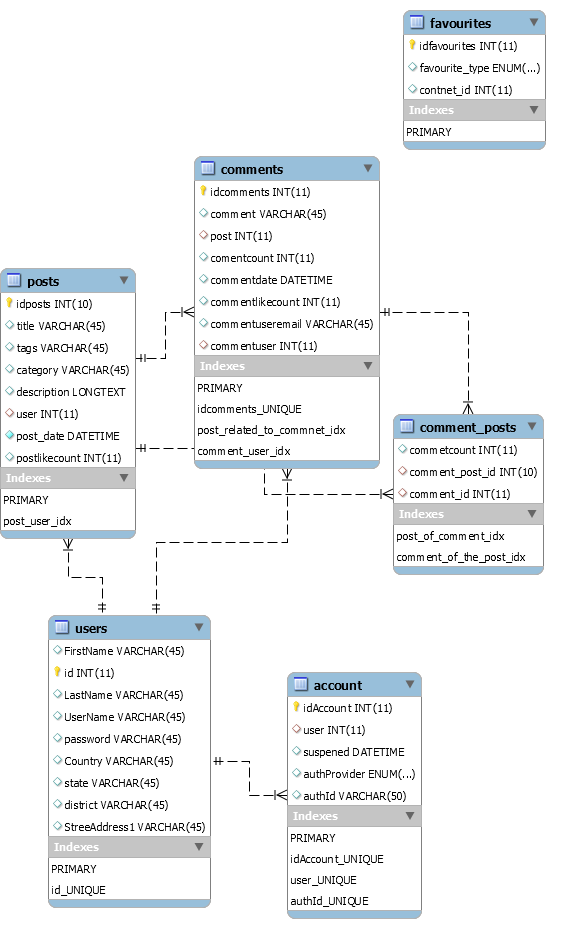 favourites
idfavourites INT(11)
favourite_type ENUM(...)
contnet_id INT(11)
Indexes
PRIMARY
comments
idcomments INT(11)
comment VARCHAR(45)
post INT(11)
comentcount INT(11)
commentdate DATETIME
commentlikecount INT(11)
commentuseremail VARCHAR(45)
commentuser INT(11)
Indexes
PRIMARY
idcomments_UNIQUE
post_related_to_commnet_idx
comment_user_idx
posts
idposts INT(10)
title VARCHAR(45)
tags VARCHAR(45)
category VARCHAR(45)
description LONGTEXT
user INT(11)
post_date DATETIME
postlikecount INT(11)
Indexes
PRIMARY
post_user_idx
comment_posts
commetcount INT(11)
comment_post_id INT(10)
comment_id INT(11)
Indexes
post_of_comment_idx
comment_of_the_post_idx
users
FirstName VARCHAR(45)
id INT(11)
LastName VARCHAR(45)
UserName VARCHAR(45)
password VARCHAR(45)
Country VARCHAR(45)
state VARCHAR(45)
district VARCHAR(45)
StreeAddress1 VARCHAR(45)
Indexes
PRIMARY
id_UNIQUE
account
idAccount INT(11)
user INT(11)
suspened DATETIME
authProvider ENUM(...)
authId VARCHAR(50)
Indexes
PRIMARY
idAccount_UNIQUE
user_UNIQUE
authId_UNIQUE